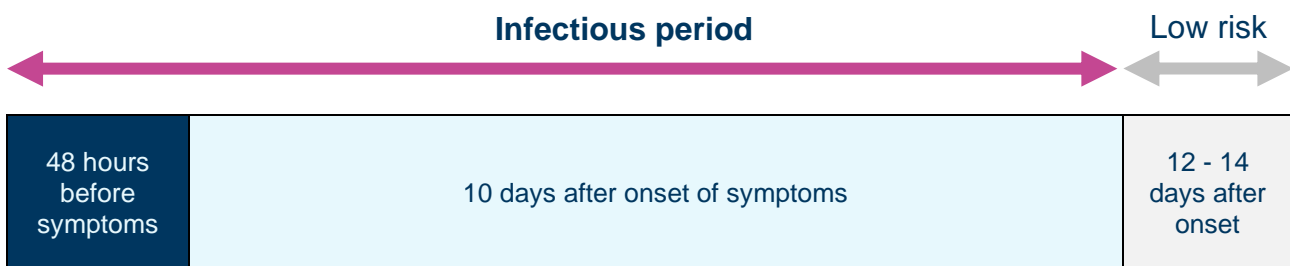 Infectious period
Low risk
48 hours
before
symptoms
10 days after onset of symptoms
12 - 14
days after
onset